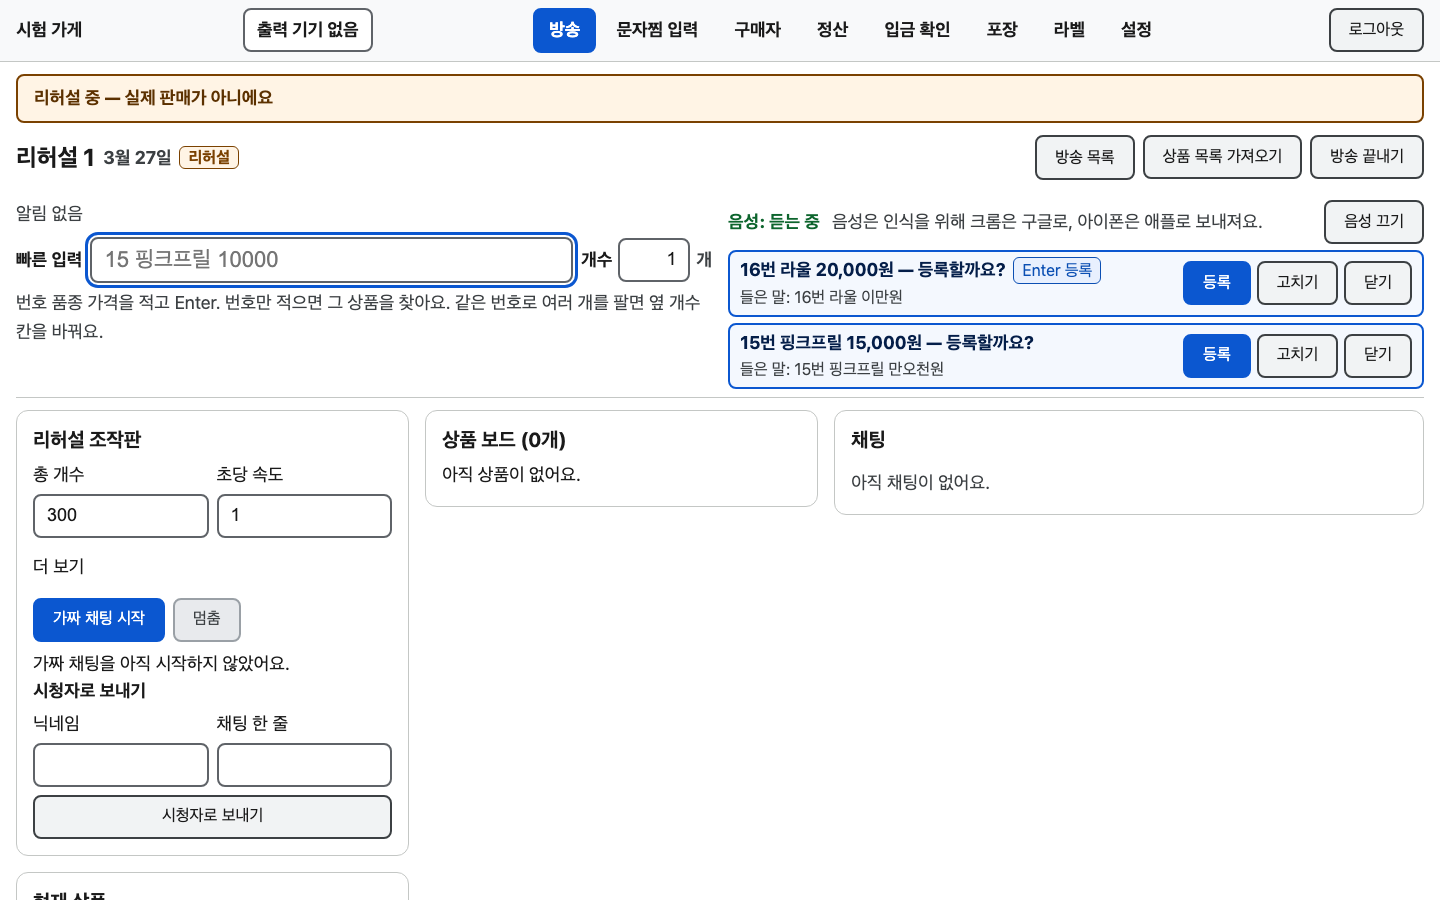 시험 가게
출력 기기 없음
방송
문자찜 입력
구매자
정산
입금 확인
포장
라벨
설정
로그아웃
리허설 중 — 실제 판매가 아니에요
리허설 1 3월 27일 리허설
방송 목록
상품 목록 가져오기
방송 끝내기
알림 없음
빠른 입력 15 핑크프릴 10000 개수 1 개
번호 품종 가격을 적고 Enter. 번호만 적으면 그 상품을 찾아요. 같은 번호로 여러 개를 팔면 옆 개수
칸을 바꿔요.
음성: 듣는 중 음성은 인식을 위해 크롬은 구글로, 아이폰은 애플로 보내져요.
음성 끄기
16번 라울 20,000원 — 등록할까요? Enter 등록
들은 말: 16번 라울 이만원
등록
고치기
닫기
15번 핑크프릴 15,000원 — 등록할까요?
들은 말: 15번 핑크프릴 만오천원
등록
고치기
닫기
리허설 조작판
총 개수 초당 속도
300 1
더 보기
가짜 채팅 시작 멈춤
가짜 채팅을 아직 시작하지 않았어요.
시청자로 보내기
닉네임 채팅 한 줄
시청자로 보내기
상품 보드 (0개)
아직 상품이 없어요.
채팅
아직 채팅이 없어요.